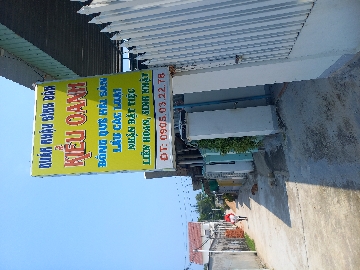 QUÁN NHẬU BÌNH DÂN
KIỀU OANH
ĐỒNG QUÊ HẢI SẢN
LẨU CÁC LOẠI
NHẬN ĐẶT TIỆC
LIÊN HOAN, SINH NHẬT
ĐT: 0905 03 22 78